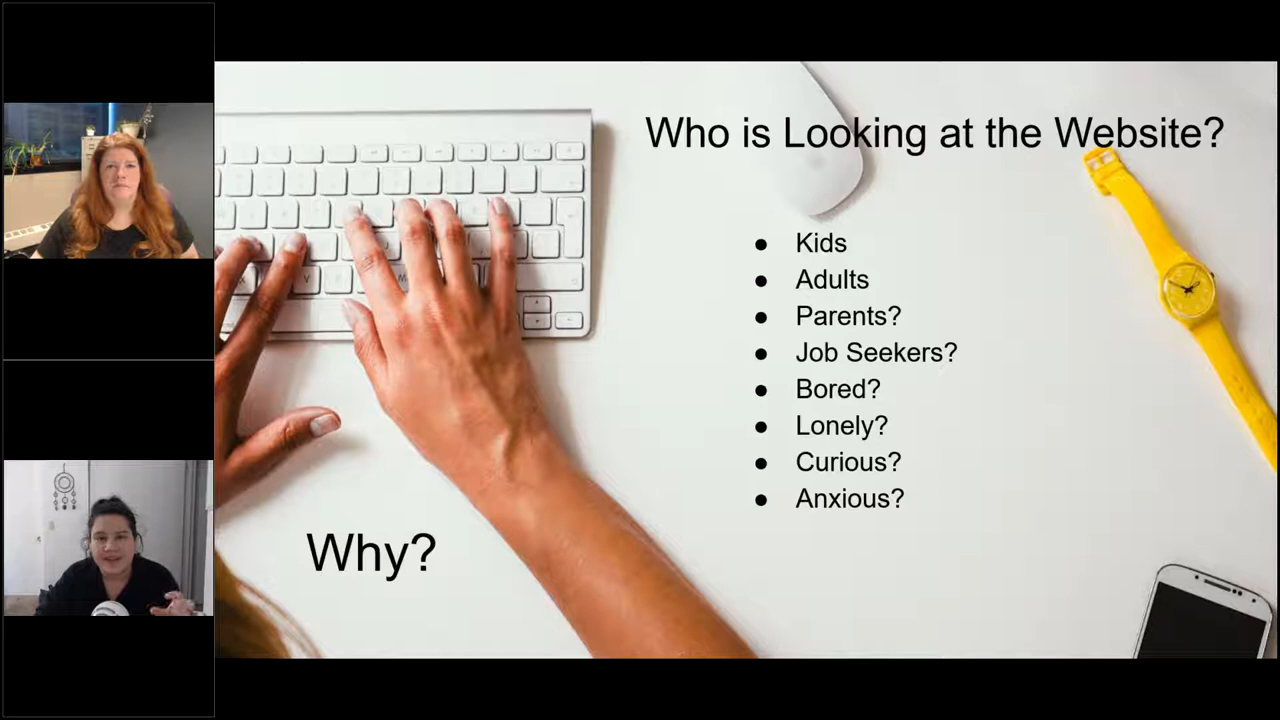 Who is Looking at the Website?
● Kids
● Adults
● Parents?
● Job Seekers?
● Bored?
● Lonely?
● Curious?
● Anxious?
Why?
V
M